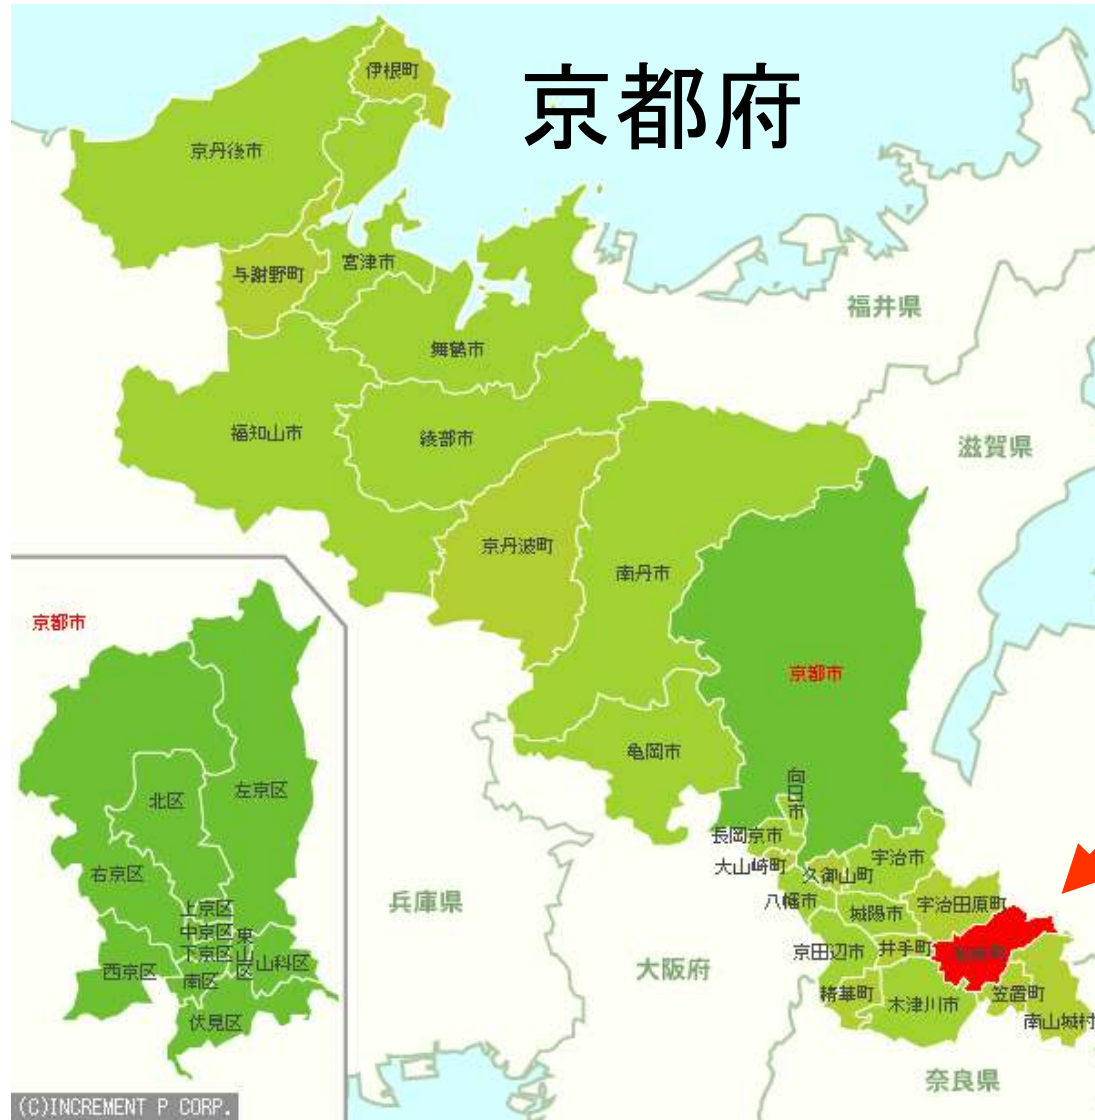 京都府
伊根町
京丹後市
与謝野町
宮津市
福井県
舞鶴市
福知山市
綾部市
滋賀県
京丹波町
南丹市
京都市
京都市
亀岡市
向日市
北区
左京区
長岡京市
大山崎町
宇治市
久御山町
右京区
兵庫県
八幡市
城陽市
宇治田原町
上京区
中京区
下京区
東山区
山科区
西京区
南区
伏見区
大阪府
京田辺市
井手町
精華町
木津川市
笠置町
南山城村
奈良県
(C)INCREMENT P CORP.